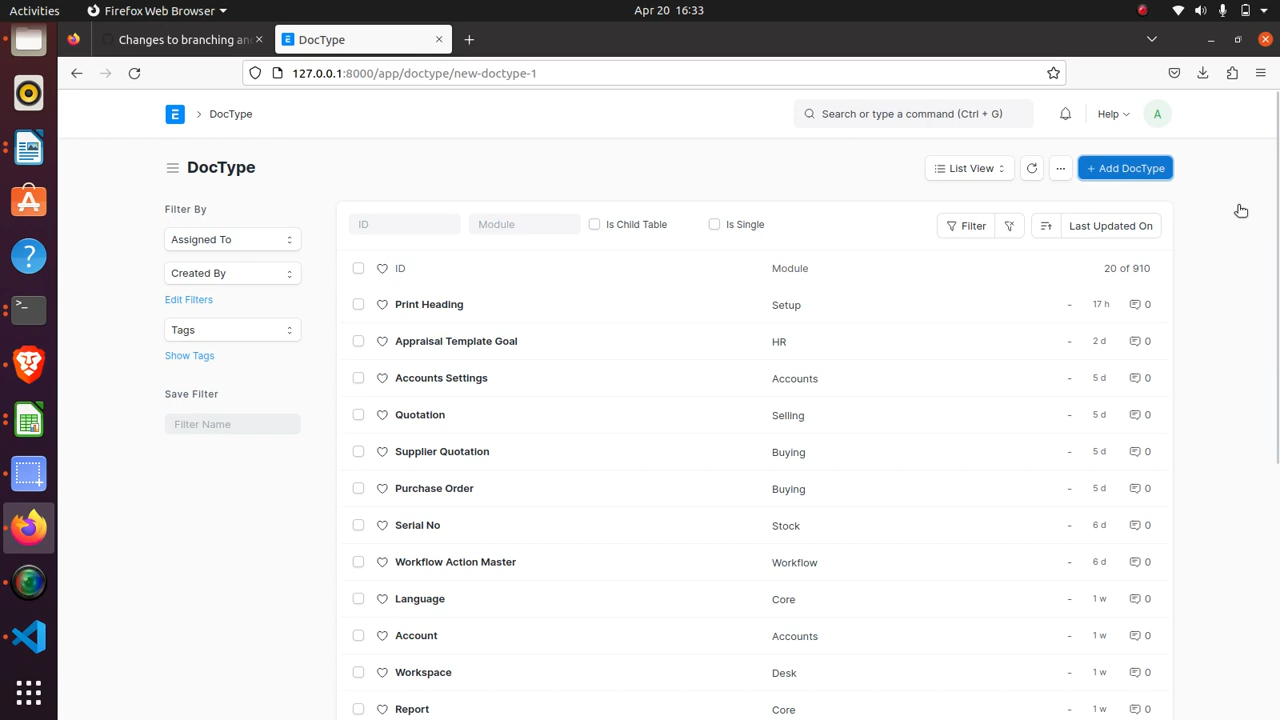 Activities Firefox Web Browser Apr 20 16:33
Changes to branching an DocType
127.0.0.1:8000/app/doctype/new-doctype-1
E DocType Search or type a command (Ctrl + G) Help A
DocType List View + Add DocType
Filter By
Assigned To
Created By
Edit Filters
Tags
Show Tags
Save Filter
Filter Name
ID Module Is Child Table Is Single Filter Last Updated On
ID Module 20 of 910
Print Heading Setup - 17 h 0
Appraisal Template Goal HR - 2 d 0
Accounts Settings Accounts - 5 d 0
Quotation Selling - 5 d 0
Supplier Quotation Buying - 5 d 0
Purchase Order Buying - 5 d 0
Serial No Stock - 6 d 0
Workflow Action Master Workflow - 6 d 0
Language Core - 1 w 0
Account Accounts - 1 w 0
Workspace Desk - 1 w 0
Report Core - 1 w 0